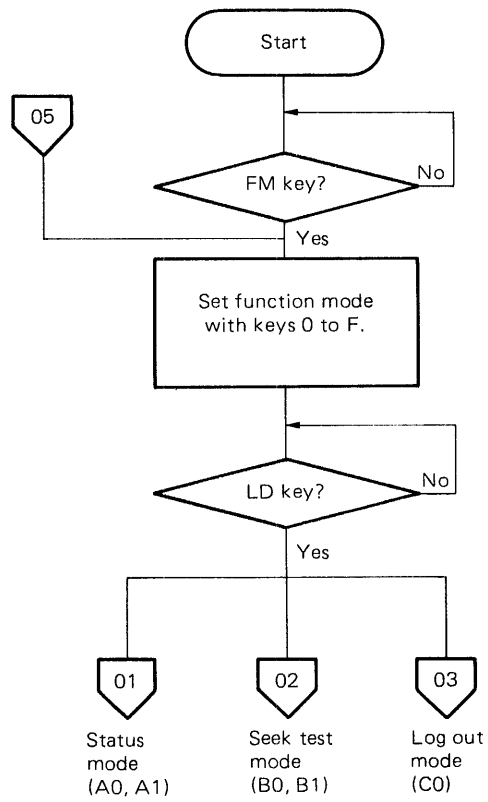 Start
05
FM key?
No
Yes
Set function mode
with keys 0 to F.
LD key?
No
Yes
01
02
03
Status
mode
(A0, A1)
Seek test
mode
(B0, B1)
Log out
mode
(C0)